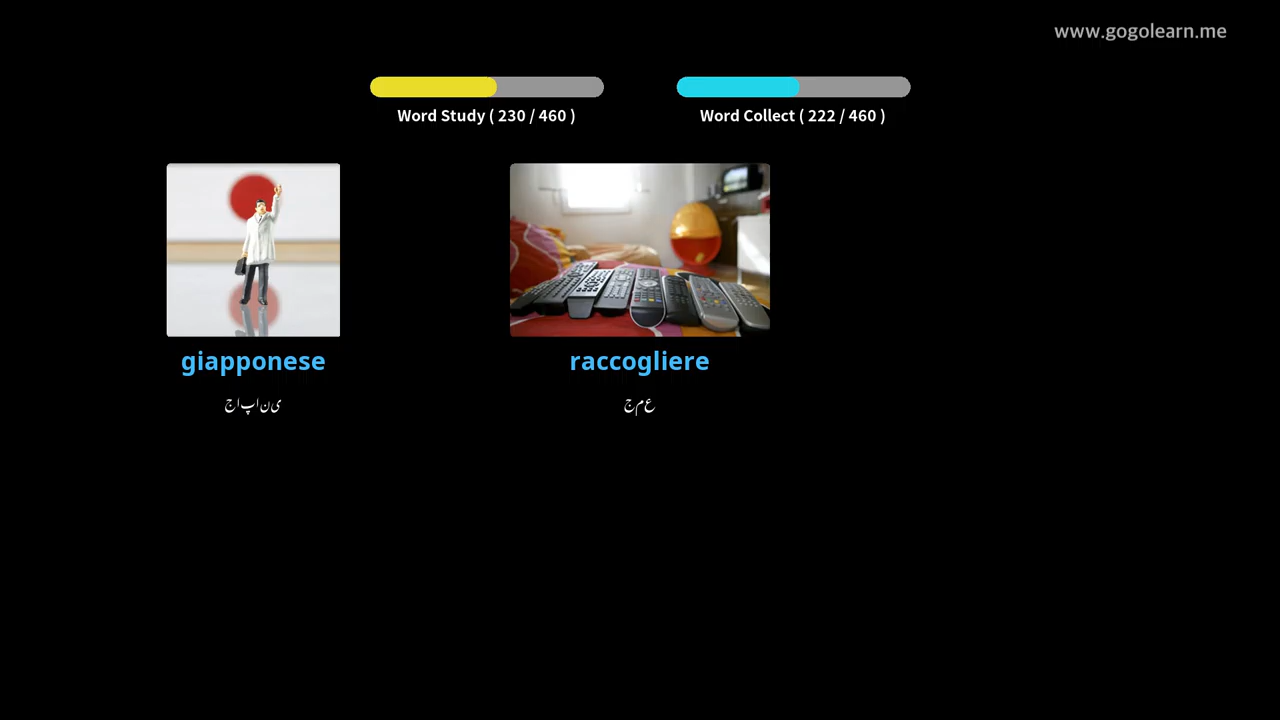 www.gogolearn.me
Word Study ( 230 / 460 )
Word Collect ( 222 / 460 )
giapponese
جاپانی
raccogliere
جمع